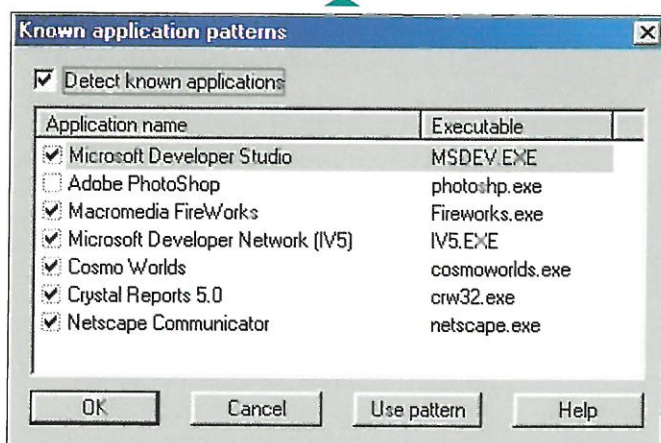 Known application patterns
Detect known applications
Application name Executable
Microsoft Developer Studio MSDEV.EXE
Adobe PhotoShop photoshp.exe
Macromedia FireWorks Fireworks.exe
Microsoft Developer Network (IV5) IV5.EXE
Cosmo Worlds cosmoworlds.exe
Crystal Reports 5.0 crw32.exe
Netscape Communicator netscape.exe
OK Cancel Use pattern Help